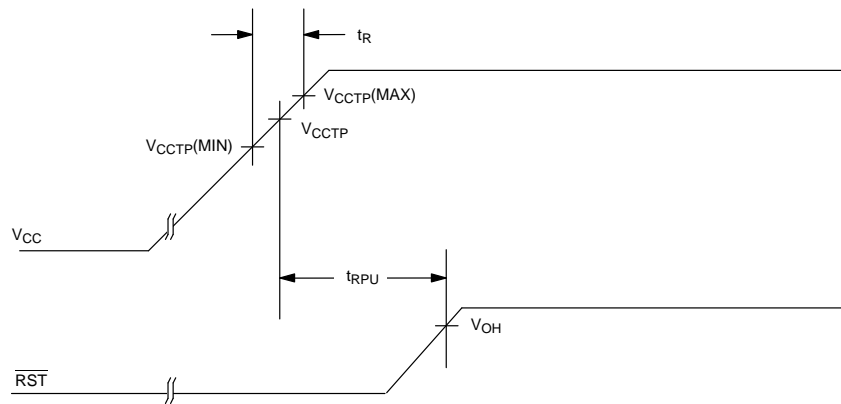 tR
VCCTP(MAX)
VCCTP
VCCTP(MIN)
VCC
tRPU
VOH
RST